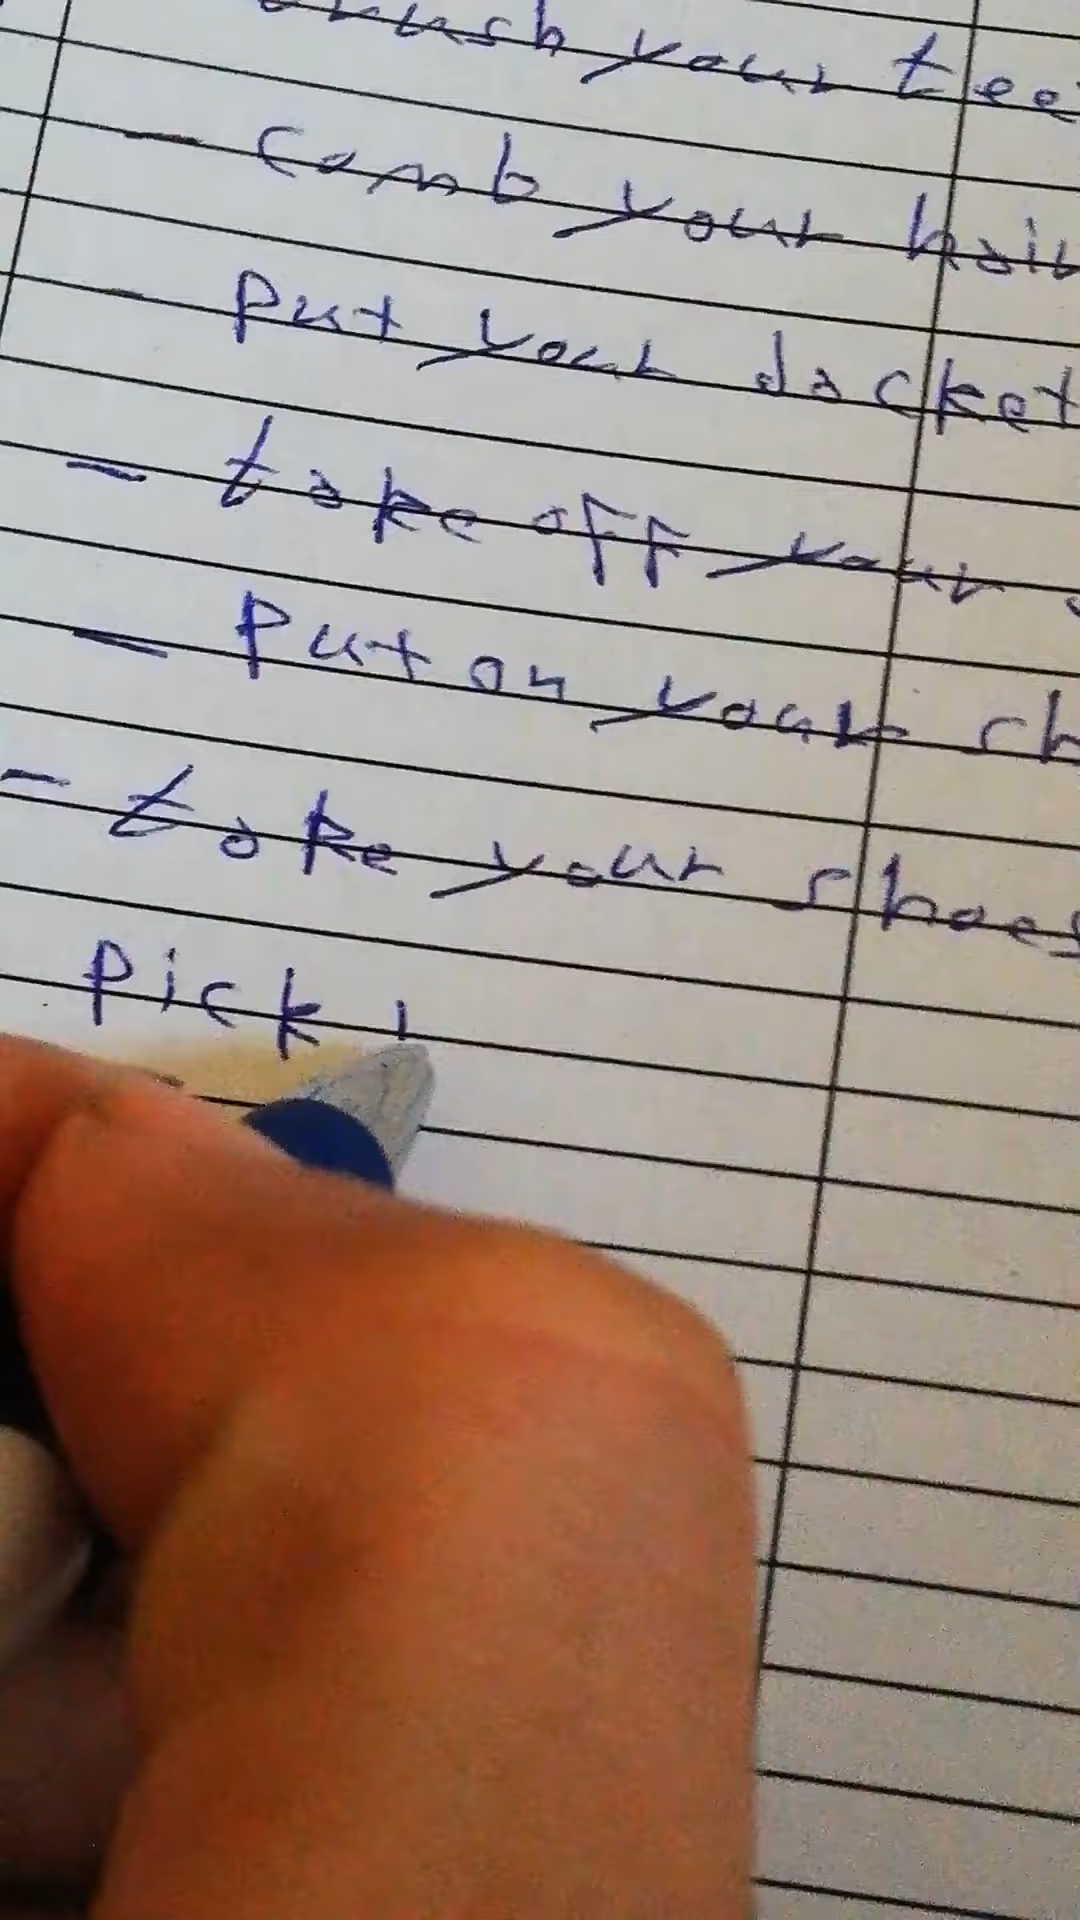 brush your tee
- Comb your hair
- Put your jacket
- take off your
- Put on your sh
- take your shoes
Pick